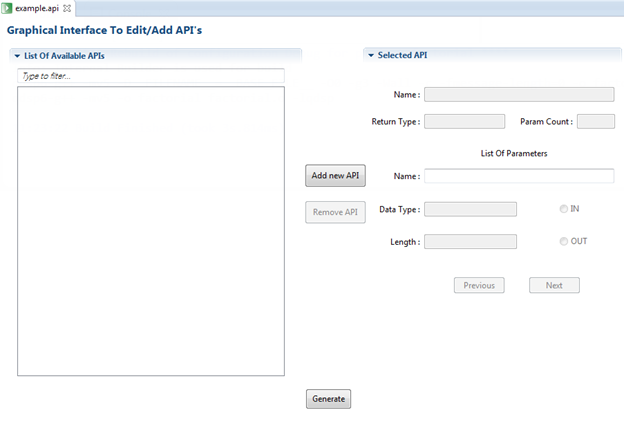 example.api
Graphical Interface To Edit/Add API's
List Of Available APIs
Type to filter...
Add new API
Remove API
Generate
Selected API
Name :
Return Type :
Param Count :
List Of Parameters
Name :
Data Type :
IN
Length :
OUT
Previous
Next